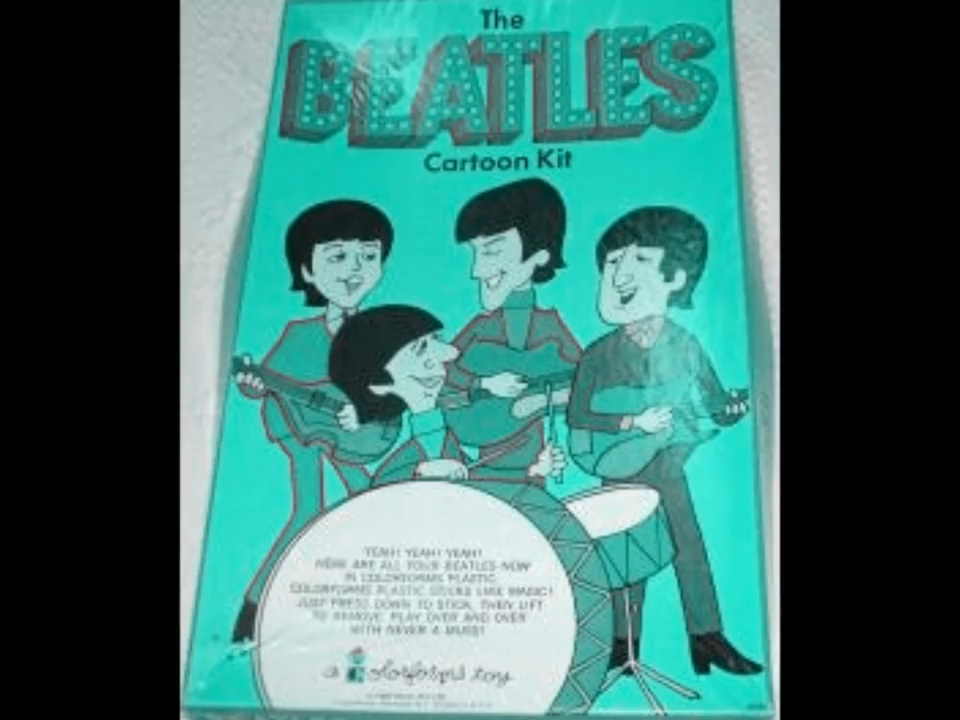 The
BEATLES
Cartoon Kit
YEAH! YEAH! YEAH!
HERE ARE ALL FOUR BEATLES NOW
IN COLORFORMS PLASTIC.
COLORFORMS PLASTIC STICKS LIKE MAGIC!
JUST PRESS DOWN TO STICK, THEN LIFT
TO REMOVE. PLAY OVER AND OVER
WITH NEVER A MUSS!
a Colorforms toy